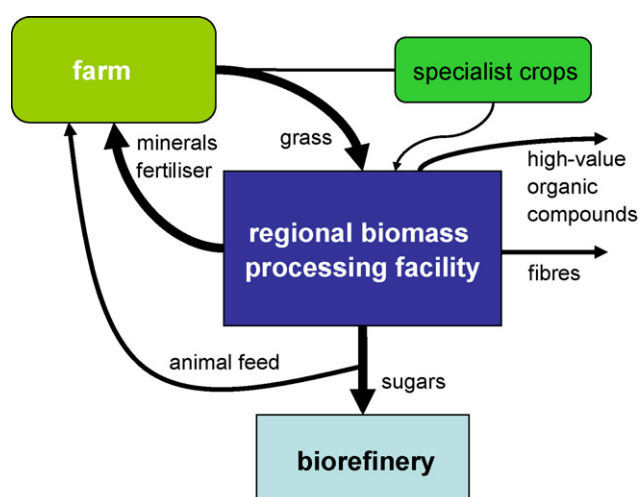 farm
specialist crops
minerals
fertiliser
grass
high-value
organic
compounds
regional biomass
processing facility
fibres
animal feed
sugars
biorefinery